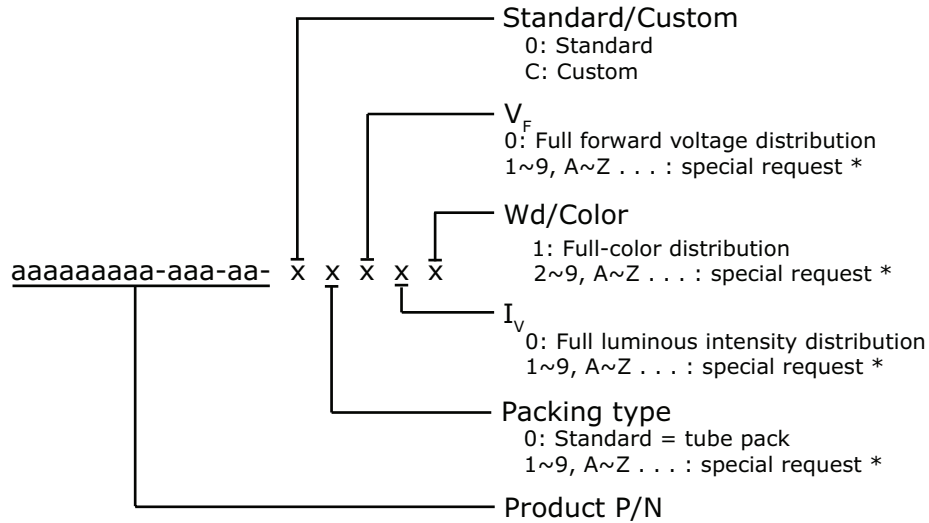 Standard/Custom
0: Standard
C: Custom
VF
0: Full forward voltage distribution
1~9, A~Z . . . : special request *
Wd/Color
1: Full-color distribution
2~9, A~Z . . . : special request *
aaaaaaaaa-aaa-aa- x x x x x
IV
0: Full luminous intensity distribution
1~9, A~Z . . . : special request *
Packing type
0: Standard = tube pack
1~9, A~Z . . . : special request *
Product P/N